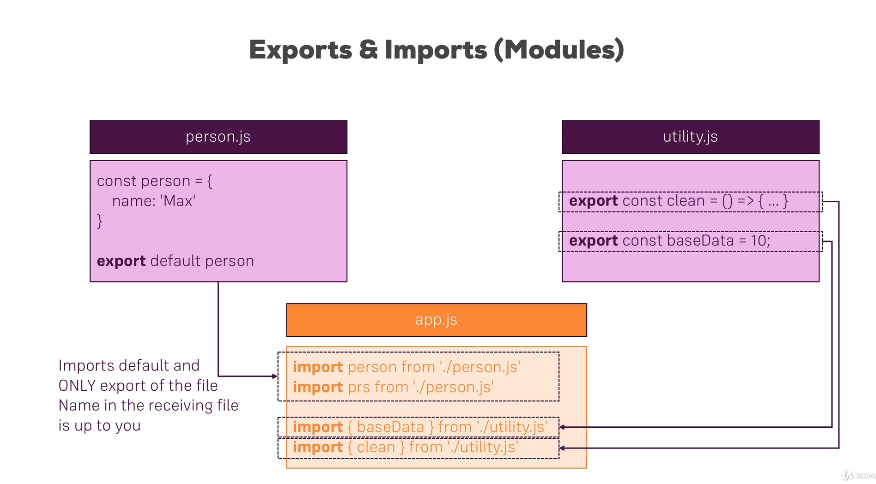 Exports & Imports (Modules)
person.js
const person = {
name: 'Max'
}
export default person
utility.js
export const clean = () => { ... }
export const baseData = 10;
app.js
import person from './person.js'
import prs from './person.js'
import { baseData } from './utility.js'
import { clean } from './utility.js'
Imports default and
ONLY export of the file
Name in the receiving file
is up to you
Udemy